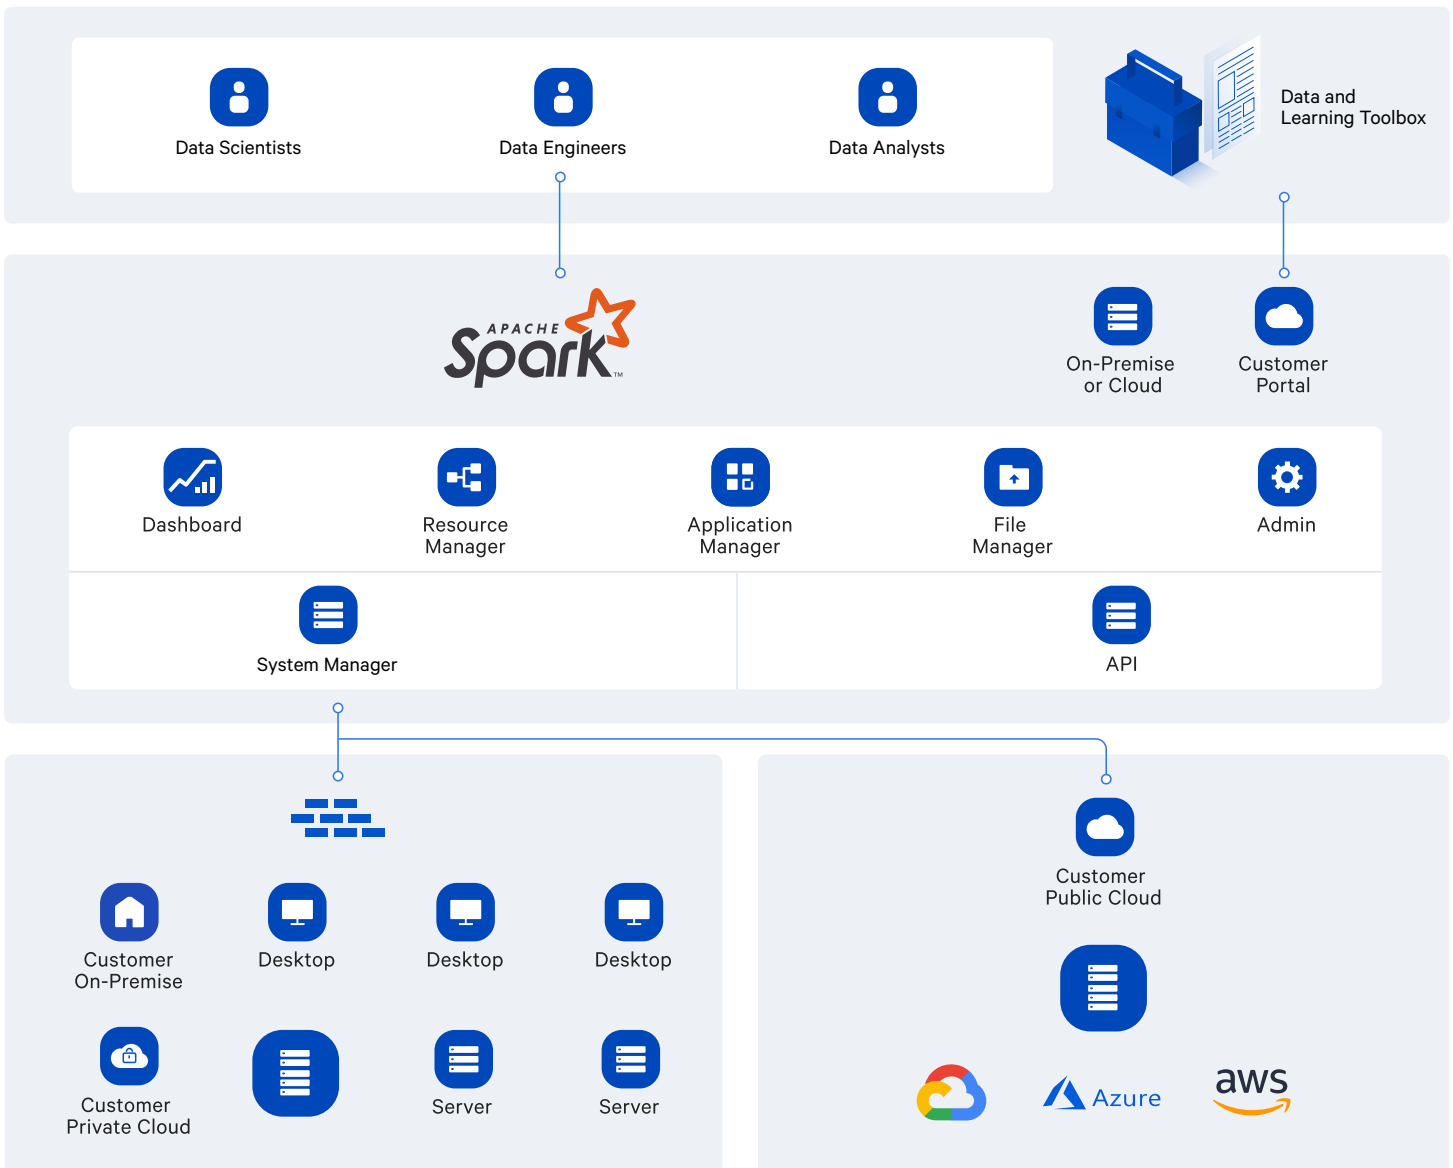 Data Scientists
Data Engineers
Data Analysts
Data and
Learning Toolbox
APACHE
Spark™
On-Premise
or Cloud
Customer
Portal
Dashboard
Resource
Manager
Application
Manager
File
Manager
Admin
System Manager
API
Customer
On-Premise
Desktop
Desktop
Desktop
Customer
Private Cloud
Server
Server
Customer
Public Cloud
Azure
aws